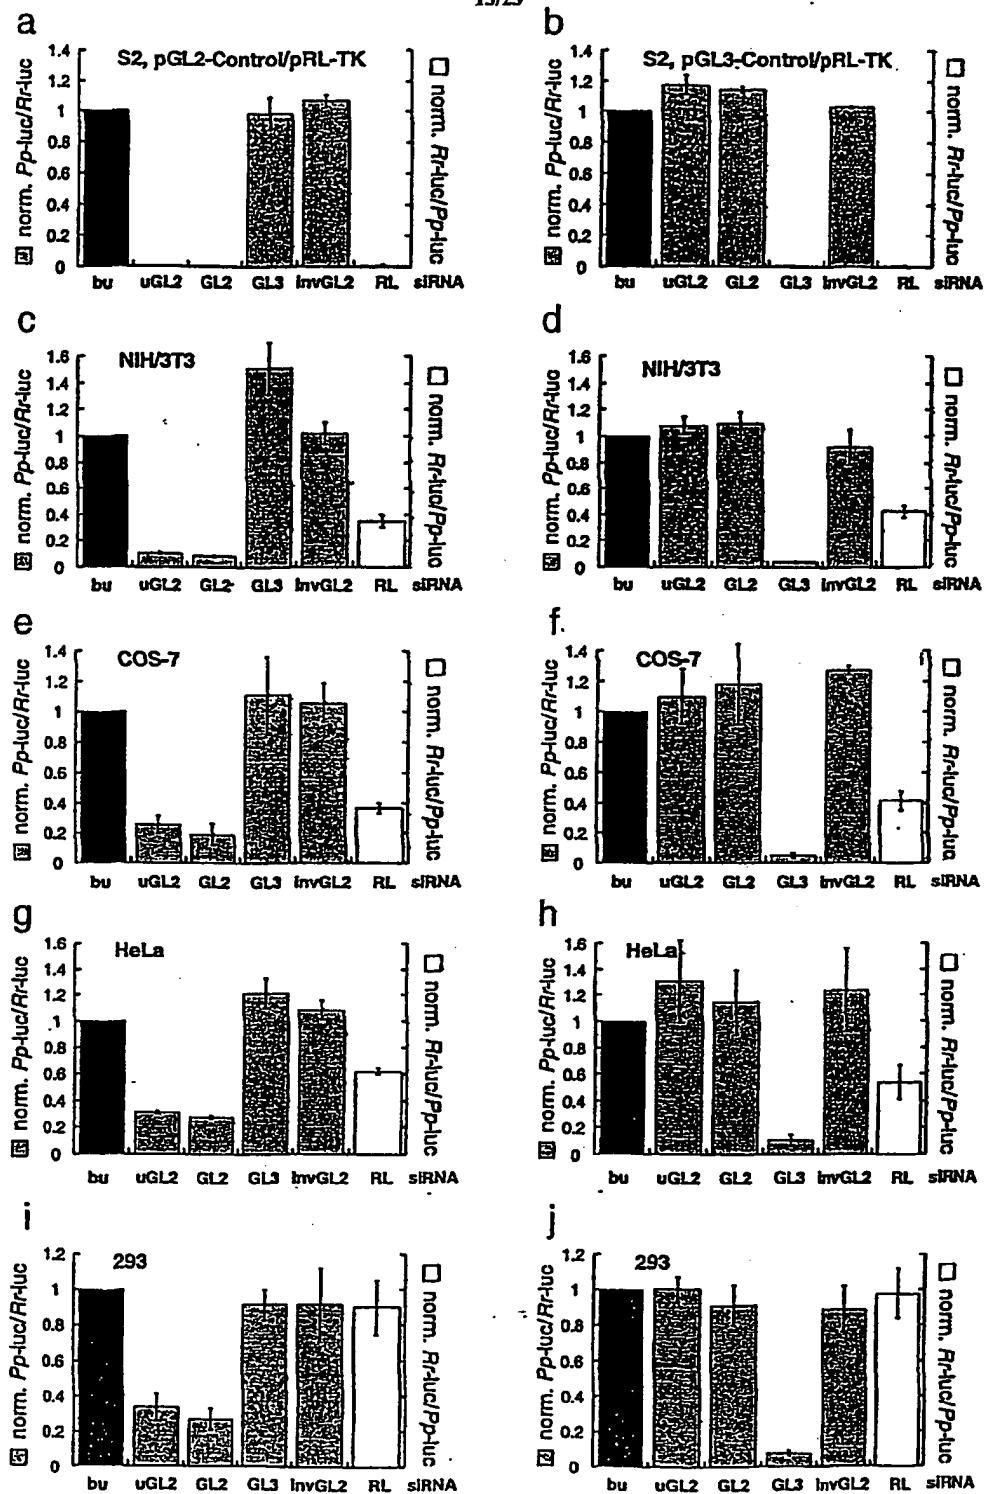 13/25
a
b
S2, pGL2-Control/pRL-TK
S2, pGL3-Control/pRL-TK
norm. Pp-luc/Rr-luc
1.4
1.2
1
0.8
0.6
0.4
0.2
0
norm. Rr-luc/Pp-luc
bu uGL2 GL2 GL3 invGL2 RL siRNA
norm. Pp-luc/Rr-luc
1.4
1.2
1
0.8
0.6
0.4
0.2
0
norm. Rr-luc/Pp-luc
bu uGL2 GL2 GL3 invGL2 RL siRNA
c
d
NIH/3T3
NIH/3T3
norm. Pp-luc/Rr-luc
1.6
1.4
1.2
1
0.8
0.6
0.4
0.2
0
norm. Rr-luc/Pp-luc
bu uGL2 GL2 GL3 invGL2 RL siRNA
norm. Pp-luc/Rr-luc
1.6
1.4
1.2
1
0.8
0.6
0.4
0.2
0
norm. Rr-luc/Pp-luc
bu uGL2 GL2 GL3 invGL2 RL siRNA
e
f
COS-7
COS-7
norm. Pp-luc/Rr-luc
1.4
1.2
1
0.8
0.6
0.4
0.2
0
norm. Rr-luc/Pp-luc
bu uGL2 GL2 GL3 invGL2 RL siRNA
norm. Pp-luc/Rr-luc
1.4
1.2
1
0.8
0.6
0.4
0.2
0
norm. Rr-luc/Pp-luc
bu uGL2 GL2 GL3 invGL2 RL siRNA
g
h
HeLa
HeLa
norm. Pp-luc/Rr-luc
1.6
1.4
1.2
1
0.8
0.6
0.4
0.2
0
norm. Rr-luc/Pp-luc
bu uGL2 GL2 GL3 invGL2 RL siRNA
norm. Pp-luc/Rr-luc
1.6
1.4
1.2
1
0.8
0.6
0.4
0.2
0
norm. Rr-luc/Pp-luc
bu uGL2 GL2 GL3 invGL2 RL siRNA
i
j
293
293
norm. Pp-luc/Rr-luc
1.2
1
0.8
0.6
0.4
0.2
0
norm. Rr-luc/Pp-luc
bu uGL2 GL2 GL3 invGL2 RL siRNA
norm. Pp-luc/Rr-luc
1.2
1
0.8
0.6
0.4
0.2
0
norm. Rr-luc/Pp-luc
bu uGL2 GL2 GL3 invGL2 RL siRNA